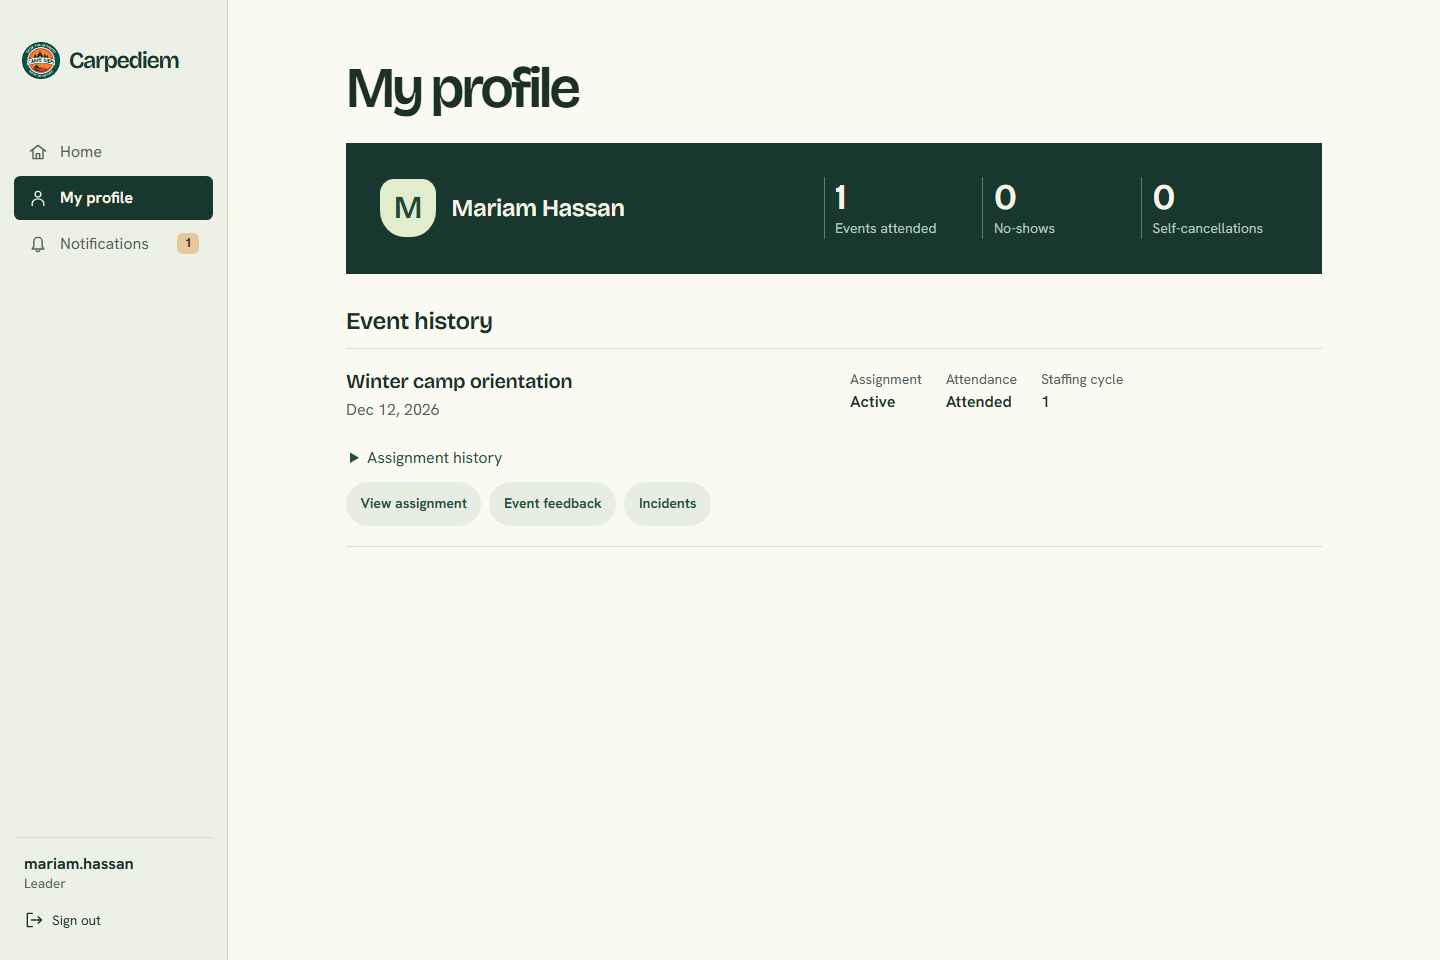 Carpediem
Home
My profile
Notifications 1
mariam.hassan
Leader
Sign out
My profile
M
Mariam Hassan
1
Events attended
0
No-shows
0
Self-cancellations
Event history
Winter camp orientation
Dec 12, 2026
Assignment
Active
Attendance
Attended
Staffing cycle
1
Assignment history
View assignment
Event feedback
Incidents